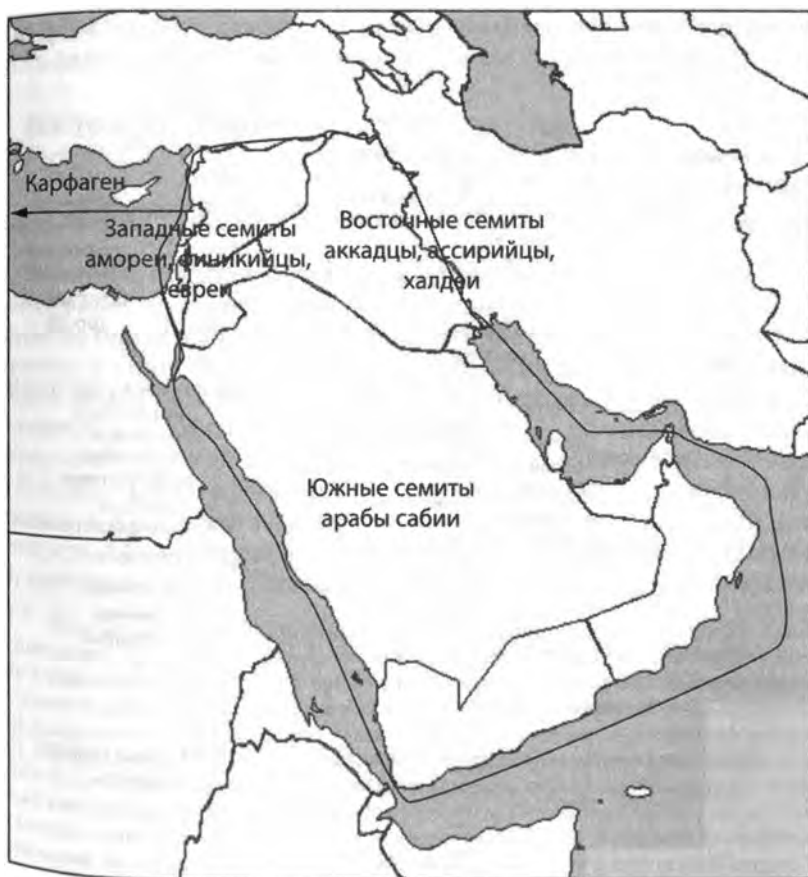 Карфаген
Западные семиты
амореи, финикийцы,
евреи
Восточные семиты
аккадцы, ассирийцы,
халдеи
Южные семиты
арабы сабии